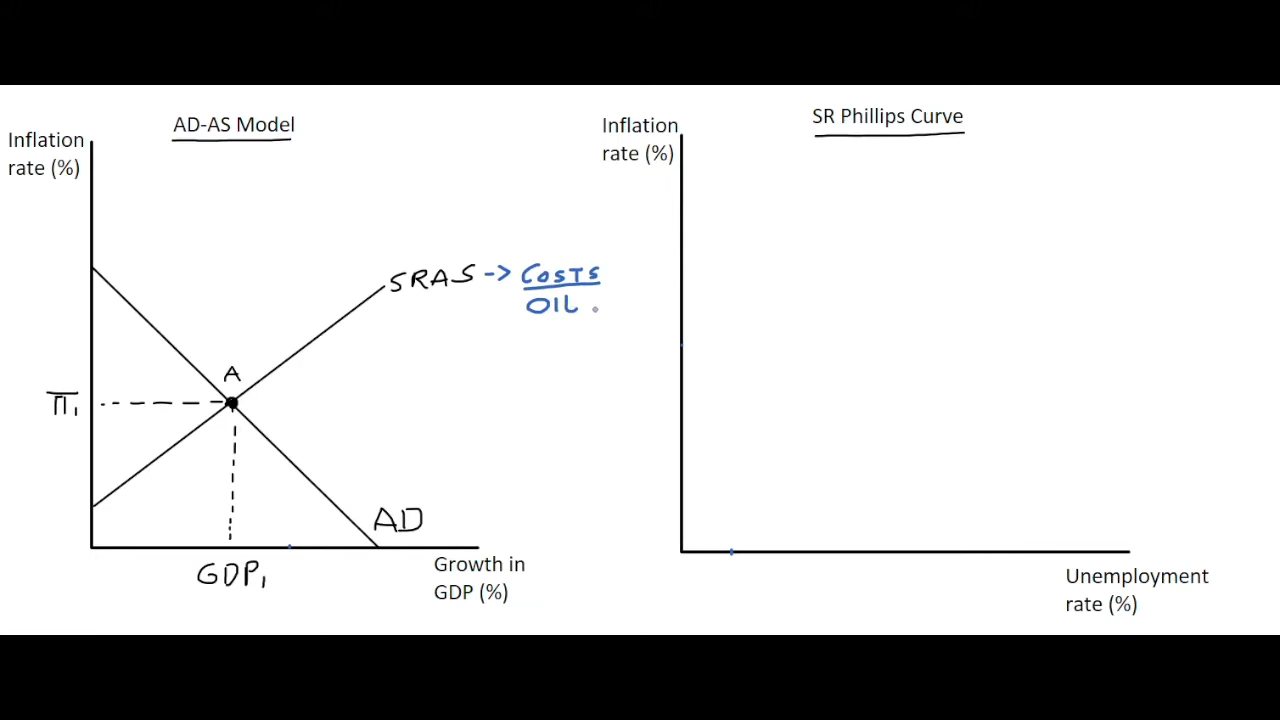 AD-AS Model
Inflation
rate (%)
SRAS -> COSTS
OIL
A
π₁
AD
GDP₁
Growth in
GDP (%)
SR Phillips Curve
Inflation
rate (%)
Unemployment
rate (%)